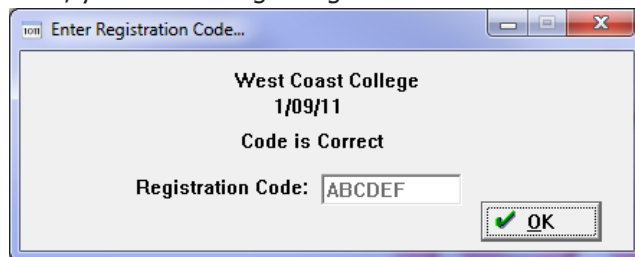 Enter Registration Code...
West Coast College
1/09/11
Code is Correct
Registration Code: ABCDEF
OK